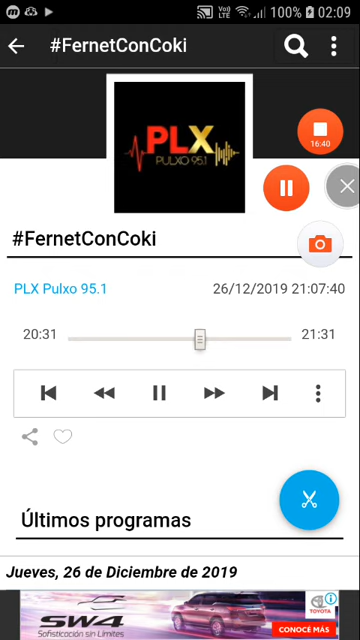 VoD LTE 100% 02:09
#FernetConCoki
PLX
PULXO 95.1
16:40
#FernetConCoki
PLX Pulxo 95.1
26/12/2019 21:07:40
20:31
21:31
Últimos programas
Jueves, 26 de Diciembre de 2019
SW4
Sofisticación sin Límites
TOYOTA
CONOCÉ MÁS